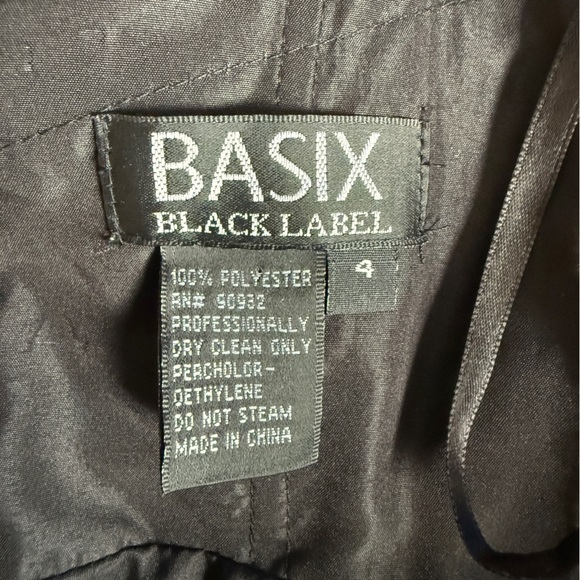 BASIX
BLACK LABEL
4
100% POLYESTER
RN# 90932
PROFESSIONALLY
DRY CLEAN ONLY
PERCHOLOR-
OETHYLENE
DO NOT STEAM
MADE IN CHINA